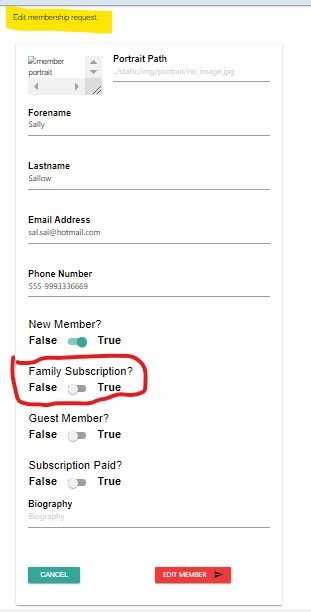 Edit membership request.
member
portrait
Portrait Path
../static/img/portrait/no_image.jpg
Forename
Sally
Lastname
Sallow
Email Address
sal.sal@hotmail.com
Phone Number
555-9993336669
New Member?
False True
Family Subscription?
False True
Guest Member?
False True
Subscription Paid?
False True
Biography
Biography
CANCEL EDIT MEMBER